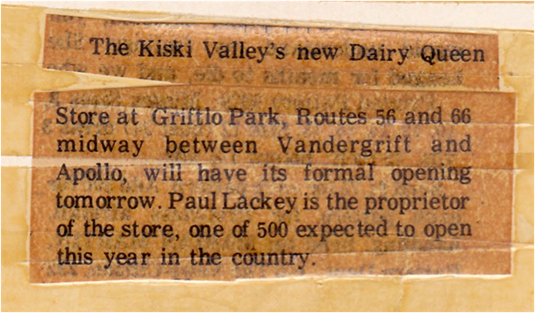 The Kiski Valley's new Dairy Queen
Store at Griftlo Park, Routes 56 and 66
midway between Vandergrift and
Apollo, will have its formal opening
tomorrow. Paul Lackey is the proprietor
of the store, one of 500 expected to open
this year in the country.